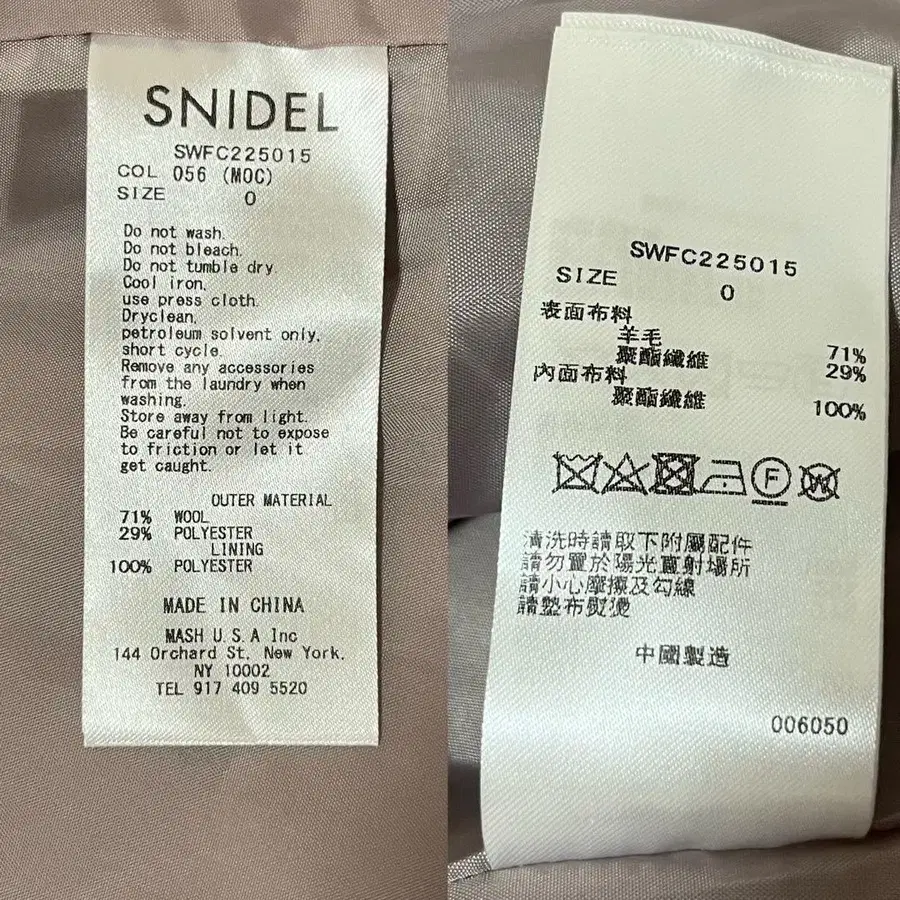 SNIDEL
SWFC225015
COL 056 (MOC)
SIZE 0
Do not wash.
Do not bleach.
Do not tumble dry.
Cool iron,
use press cloth.
Dryclean,
petroleum solvent only,
short cycle.
Remove any accessories
from the laundry when
washing.
Store away from light.
Be careful not to expose
to friction or let it
get caught.
OUTER MATERIAL
71% WOOL
29% POLYESTER
LINING
100% POLYESTER
MADE IN CHINA
MASH U.S.A Inc
144 Orchard St, New York,
NY 10002
TEL 917 409 5520
SWFC225015
SIZE 0
表面布料
羊毛 71%
聚酯纖維 29%
內面布料
聚酯纖維 100%
F
W
清洗時請取下附屬配件
請勿置於陽光直射場所
請小心摩擦及勾線
請墊布熨燙
中國製造
006050